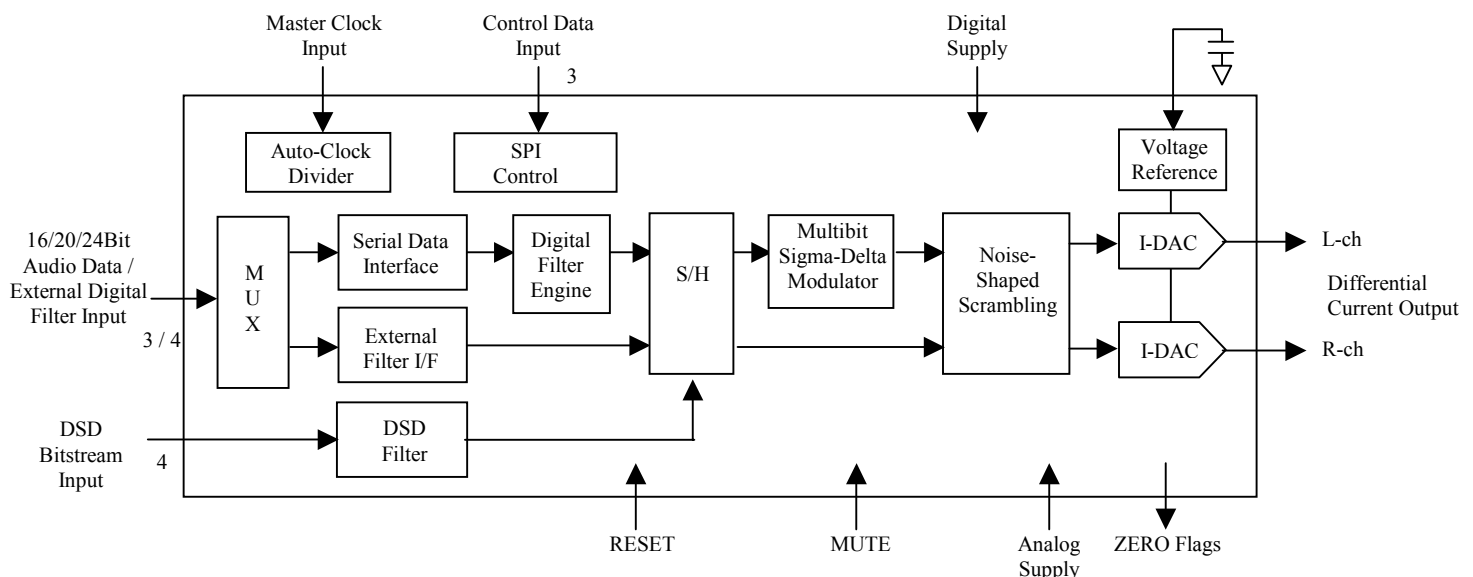 Master Clock
Input
Control Data
Input
3
Digital
Supply
Auto-Clock
Divider
SPI
Control
Voltage
Reference
16/20/24Bit
Audio Data /
External Digital
Filter Input
3 / 4
M
U
X
Serial Data
Interface
Digital
Filter
Engine
S/H
Multibit
Sigma-Delta
Modulator
Noise-
Shaped
Scrambling
I-DAC
L-ch
Differential
Current Output
External
Filter I/F
I-DAC
R-ch
DSD
Bitstream
Input
4
DSD
Filter
RESET
MUTE
Analog
Supply
ZERO Flags